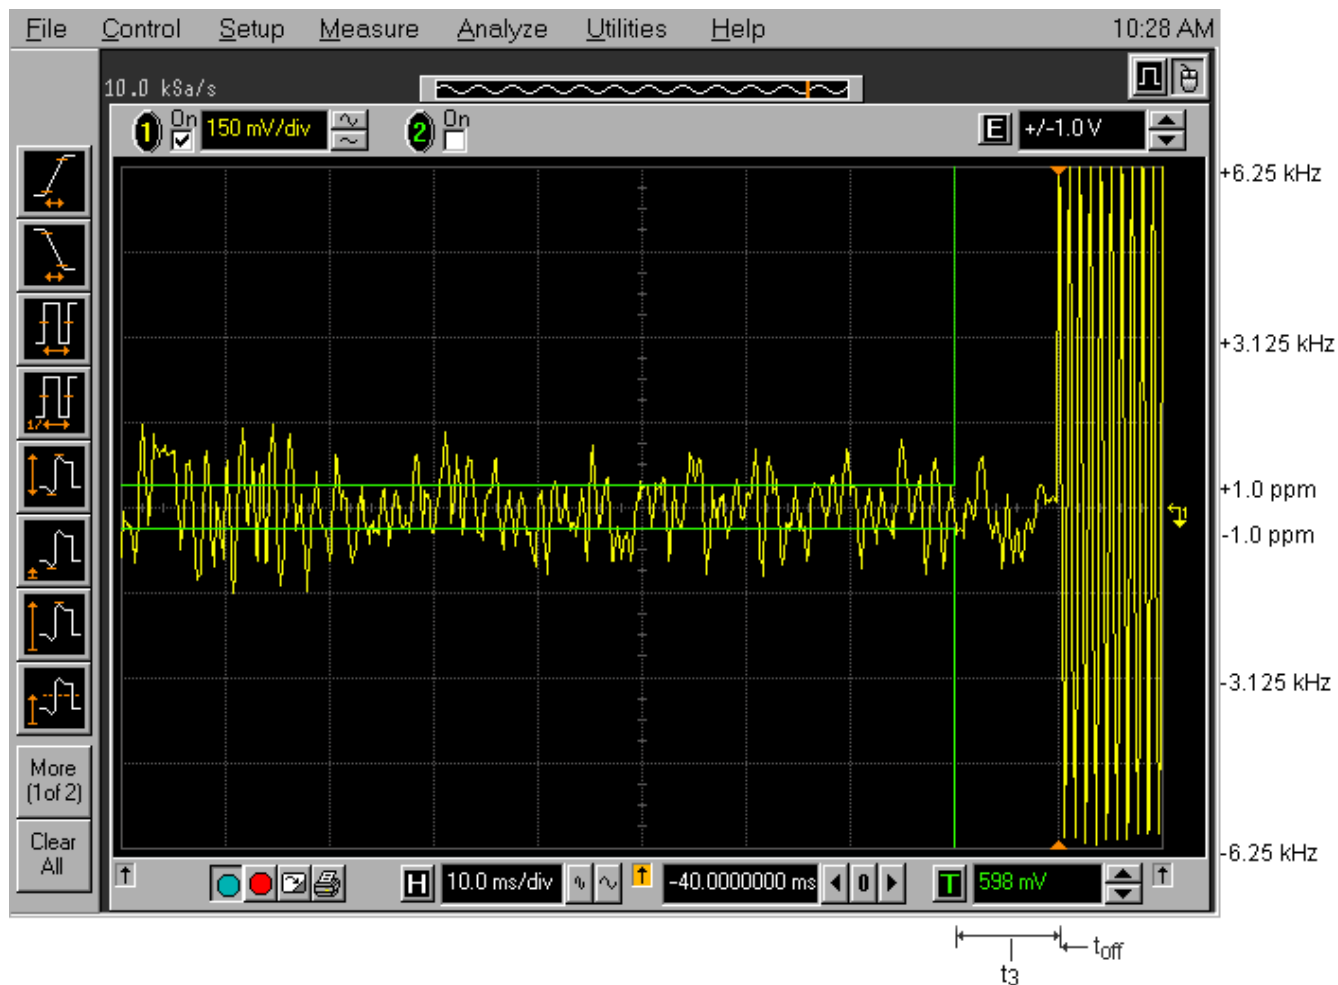 File Control Setup Measure Analyze Utilities Help 10:28 AM
10.0 kSa/s
1 On 150 mV/div 2 On E +/-1.0 V
+6.25 kHz
+3.125 kHz
+1.0 ppm
-1.0 ppm
-3.125 kHz
-6.25 kHz
1/
More
(1of 2)
Clear
All
H 10.0 ms/div -40.0000000 ms 0 T 598 mV
toff
t3